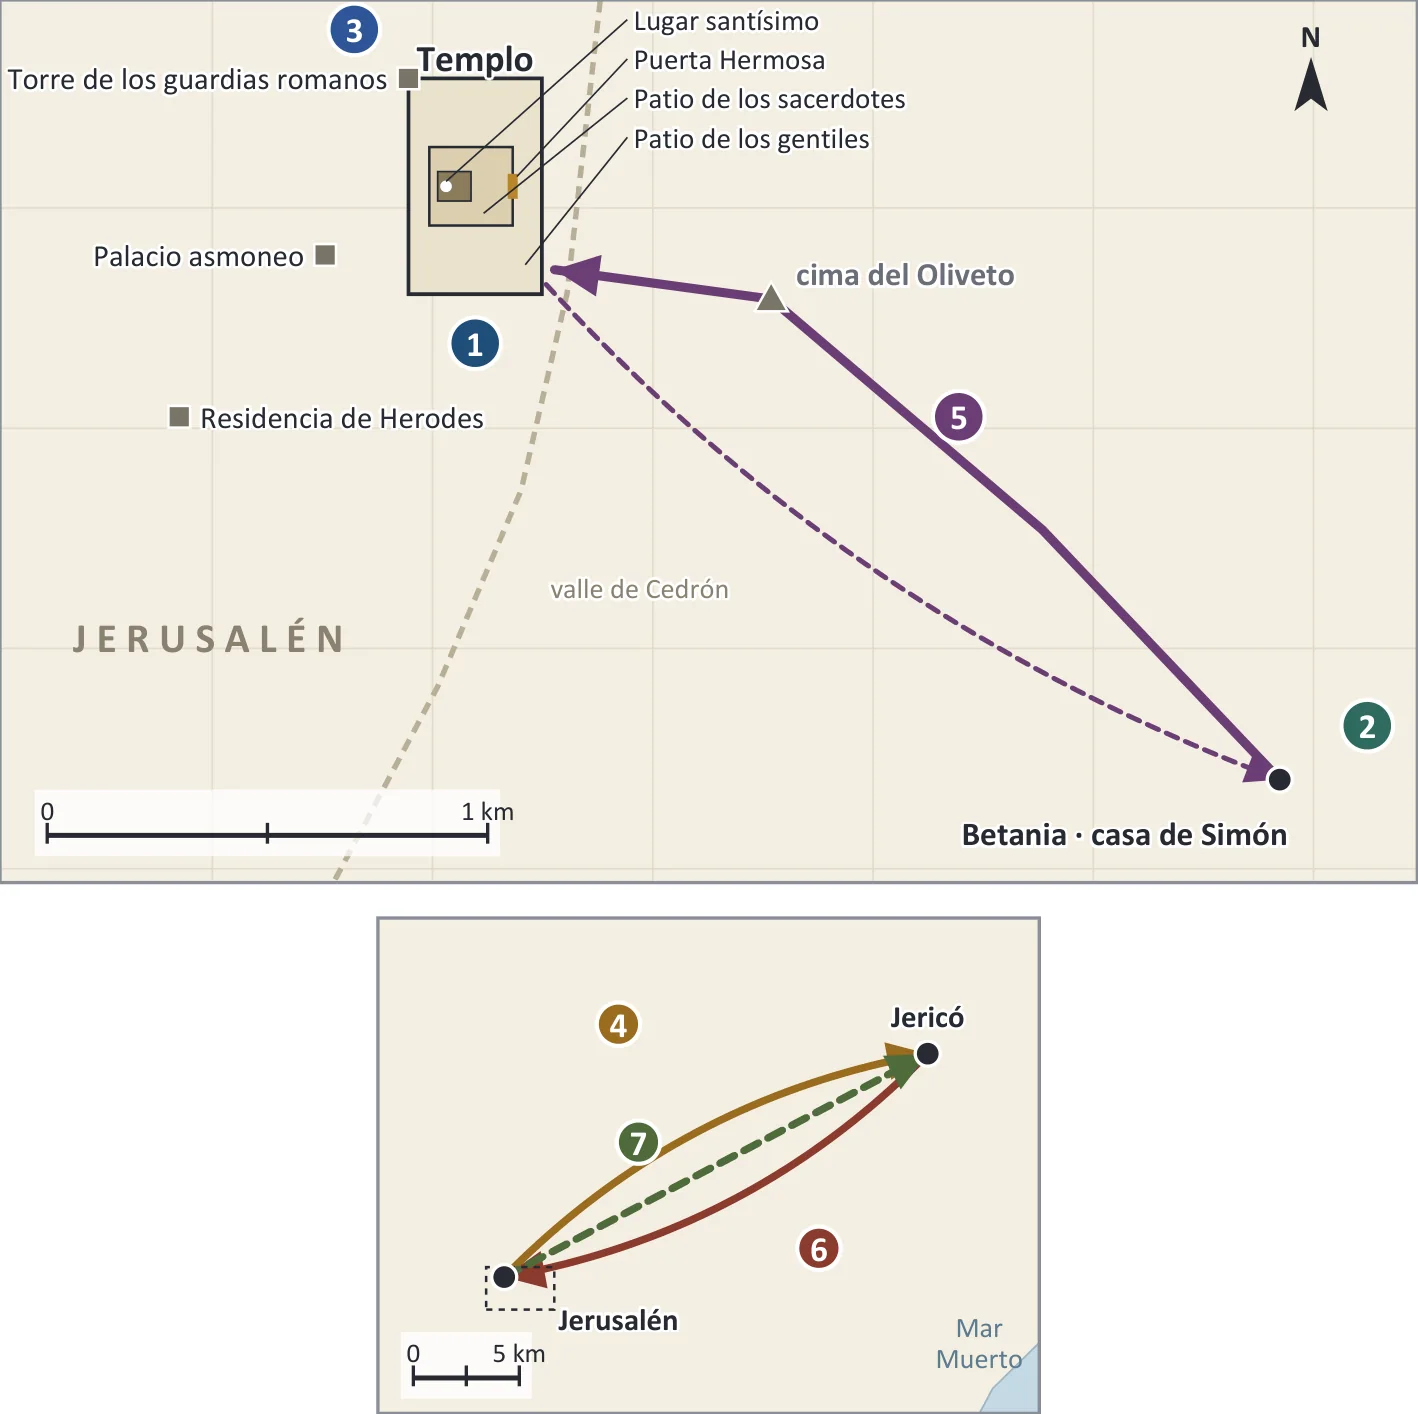 3
Templo
Torre de los guardias romanos
Lugar santísimo
Puerta Hermosa
Patio de los sacerdotes
Patio de los gentiles
N
Palacio asmoneo
cima del Oliveto
1
Residencia de Herodes
5
valle de Cedrón
JERUSALÉN
2
0 1 km
Betania · casa de Simón
4
Jericó
7
6
Jerusalén
Mar
Muerto
0 5 km